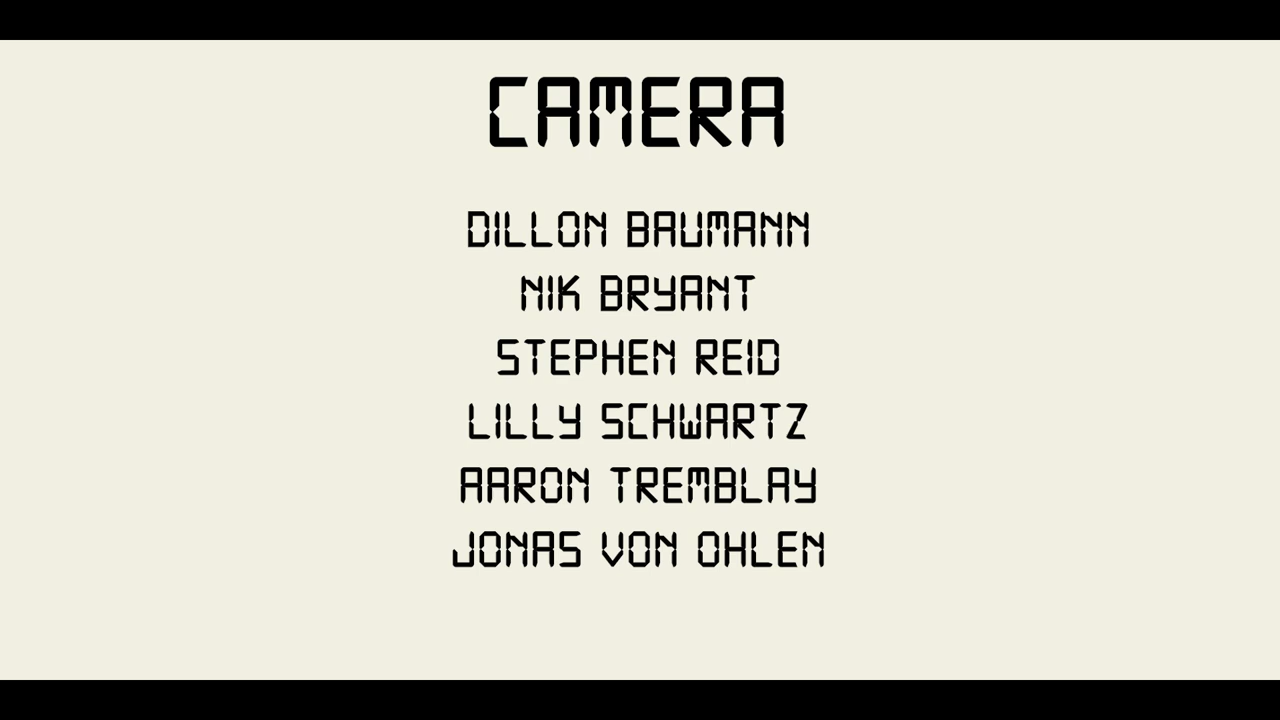 CAMERA
DILLON BAUMANN
NIK BRYANT
STEPHEN REID
LILLY SCHWARTZ
AARON TREMBLAY
JONAS VON OHLEN